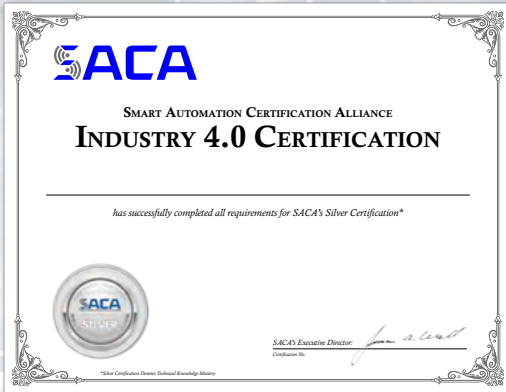 SACA
SMART AUTOMATION CERTIFICATION ALLIANCE
INDUSTRY 4.0 CERTIFICATION
has successfully completed all requirements for SACA's Silver Certification*
SACA
SILVER
SACA's Executive Director:
Certification No.
*Silver Certification Denotes Technical Knowledge Mastery